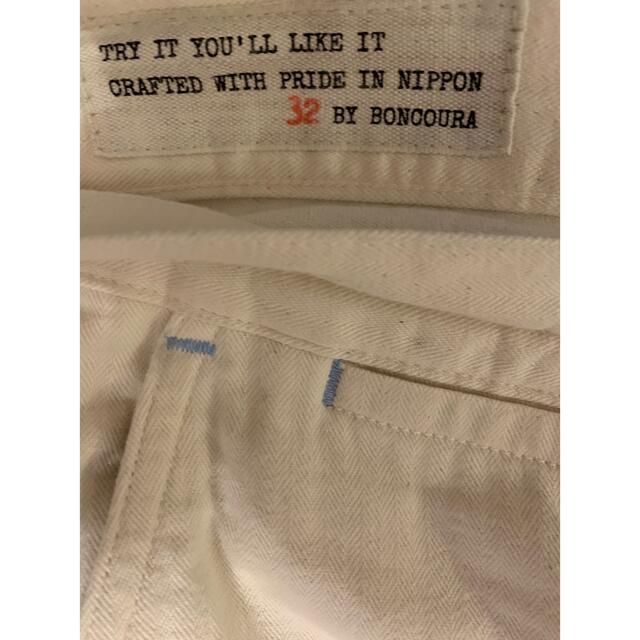 TRY IT YOU'LL LIKE IT
CRAFTED WITH PRIDE IN NIPPON
32 BY BONCOURA